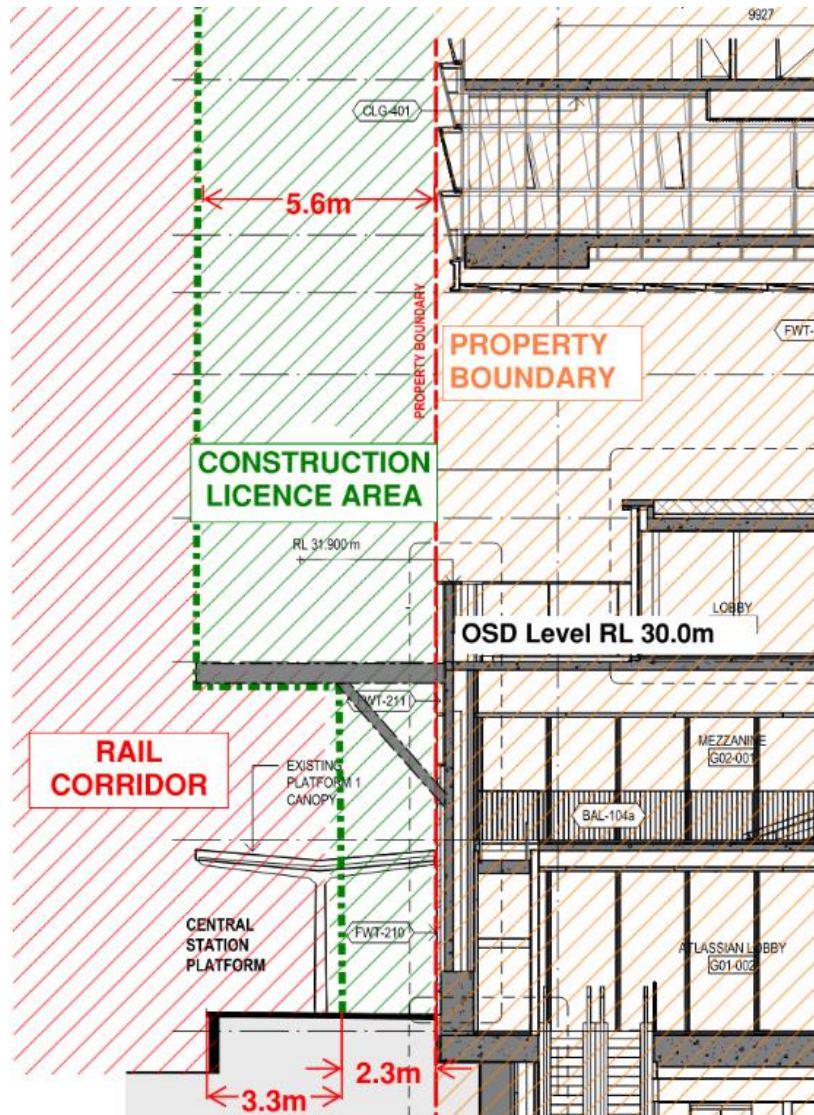 9927
CLG-401
5.6m
PROPERTY BOUNDARY
PROPERTY
BOUNDARY
FWT-
CONSTRUCTION
LICENCE AREA
RL 31.900 m
LOBBY
OSD Level RL 30.0m
FWT-211
RAIL
CORRIDOR
EXISTING
PLATFORM 1
CANOPY
MEZZANINE
G02-001
BAL-104a
CENTRAL
STATION
PLATFORM
FWT-210
ATLASSIAN LOBBY
G01-002
2.3m
3.3m